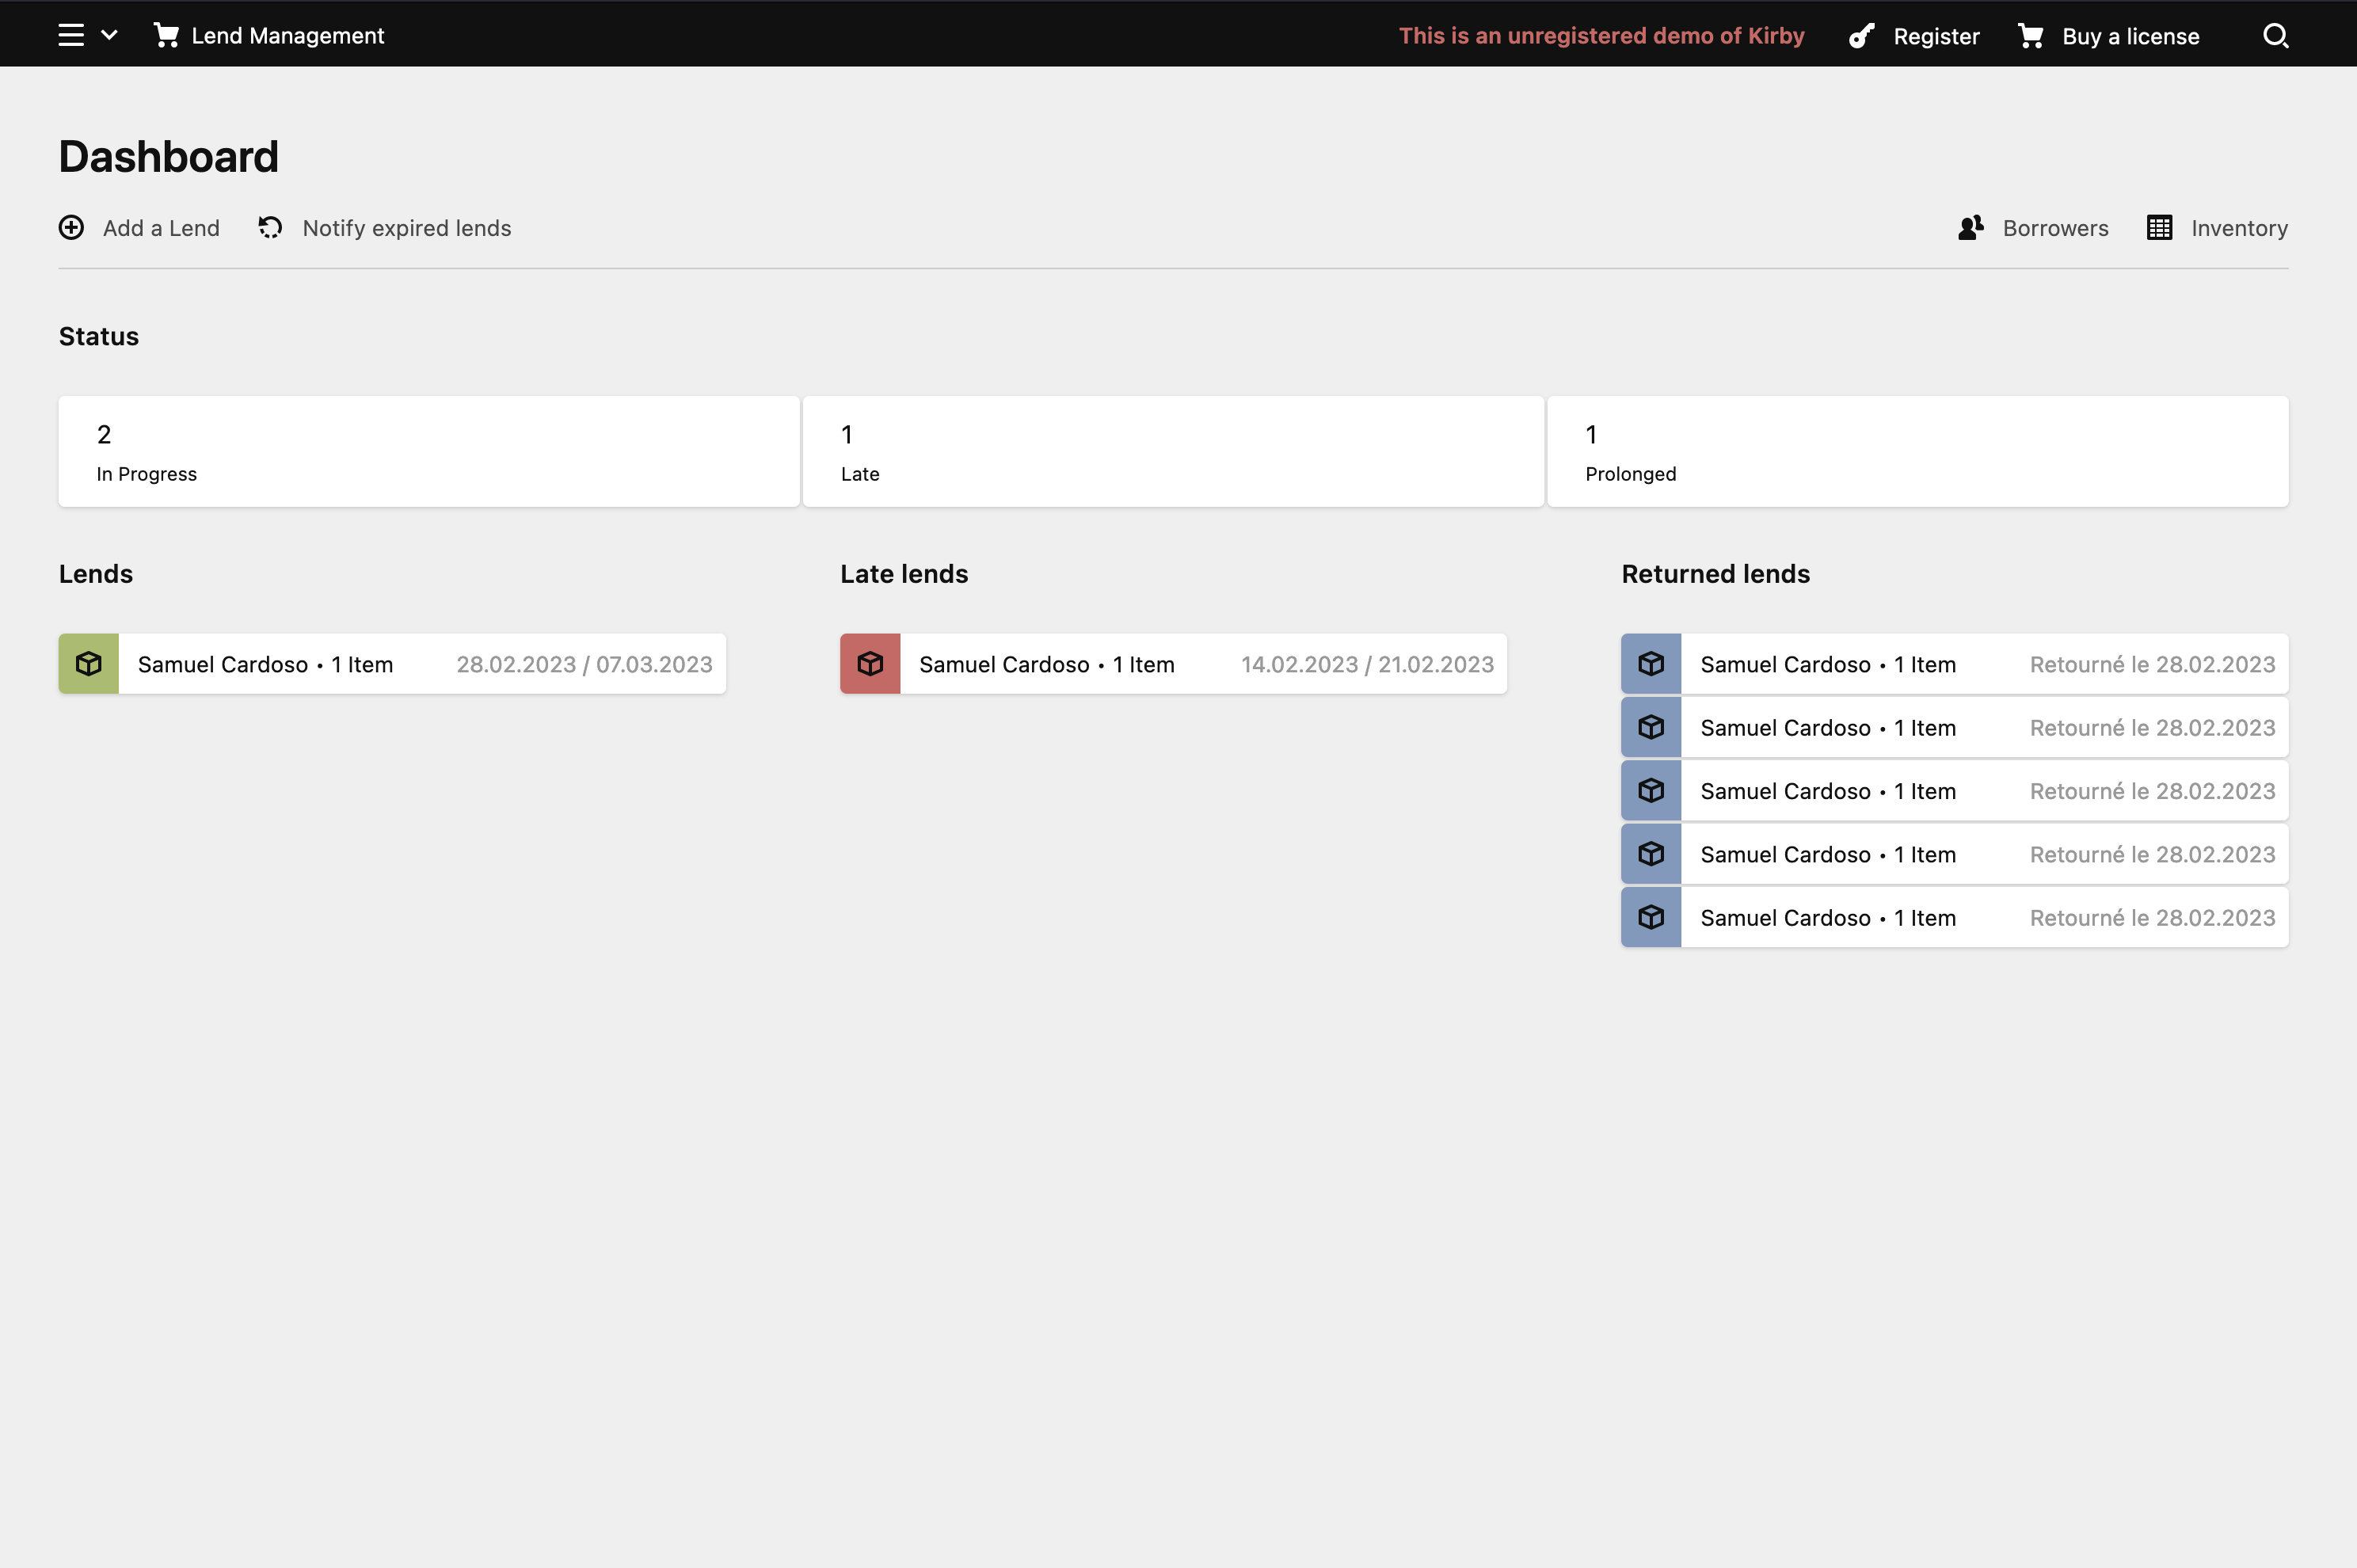 Lend Management
This is an unregistered demo of Kirby
Register
Buy a license
Dashboard
Add a Lend
Notify expired lends
Borrowers
Inventory
Status
2
In Progress
1
Late
1
Prolonged
Lends
Samuel Cardoso • 1 Item 28.02.2023 / 07.03.2023
Late lends
Samuel Cardoso • 1 Item 14.02.2023 / 21.02.2023
Returned lends
Samuel Cardoso • 1 Item Retourné le 28.02.2023
Samuel Cardoso • 1 Item Retourné le 28.02.2023
Samuel Cardoso • 1 Item Retourné le 28.02.2023
Samuel Cardoso • 1 Item Retourné le 28.02.2023
Samuel Cardoso • 1 Item Retourné le 28.02.2023